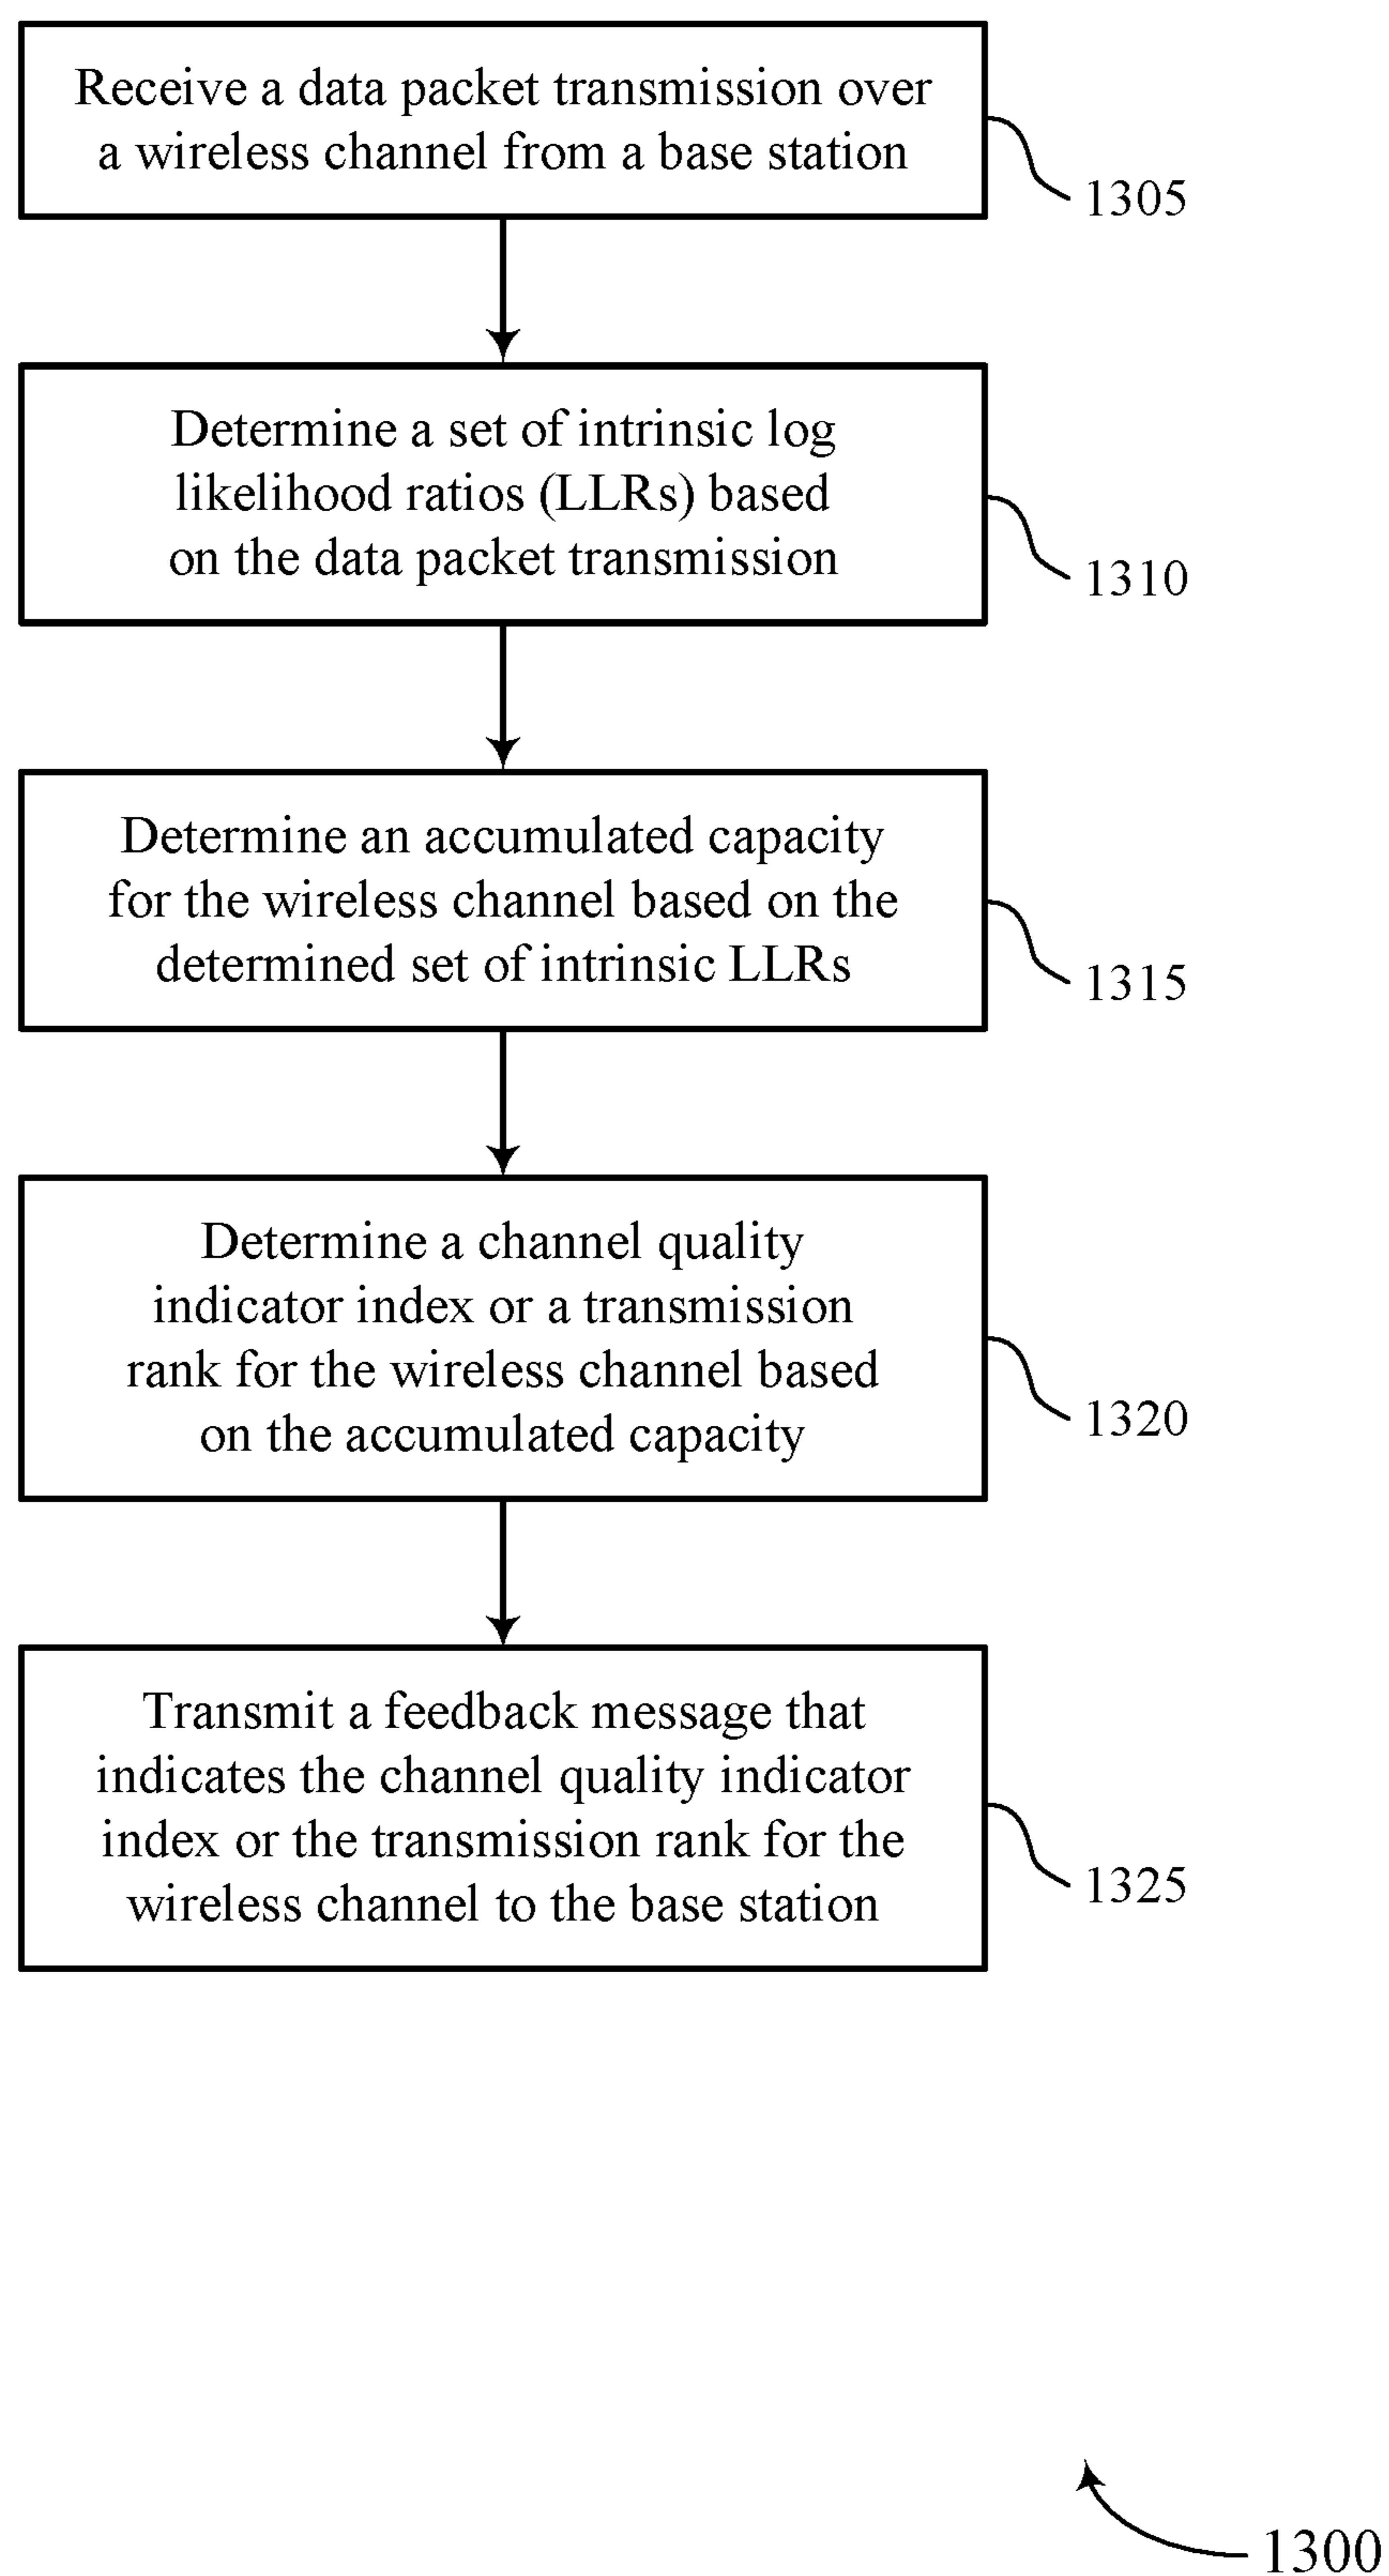 Receive a data packet transmission over
a wireless channel from a base station
1305
Determine a set of intrinsic log
likelihood ratios (LLRs) based
on the data packet transmission
1310
Determine an accumulated capacity
for the wireless channel based on the
determined set of intrinsic LLRs
1315
Determine a channel quality
indicator index or a transmission
rank for the wireless channel based
on the accumulated capacity
1320
Transmit a feedback message that
indicates the channel quality indicator
index or the transmission rank for the
wireless channel to the base station
1325
1300